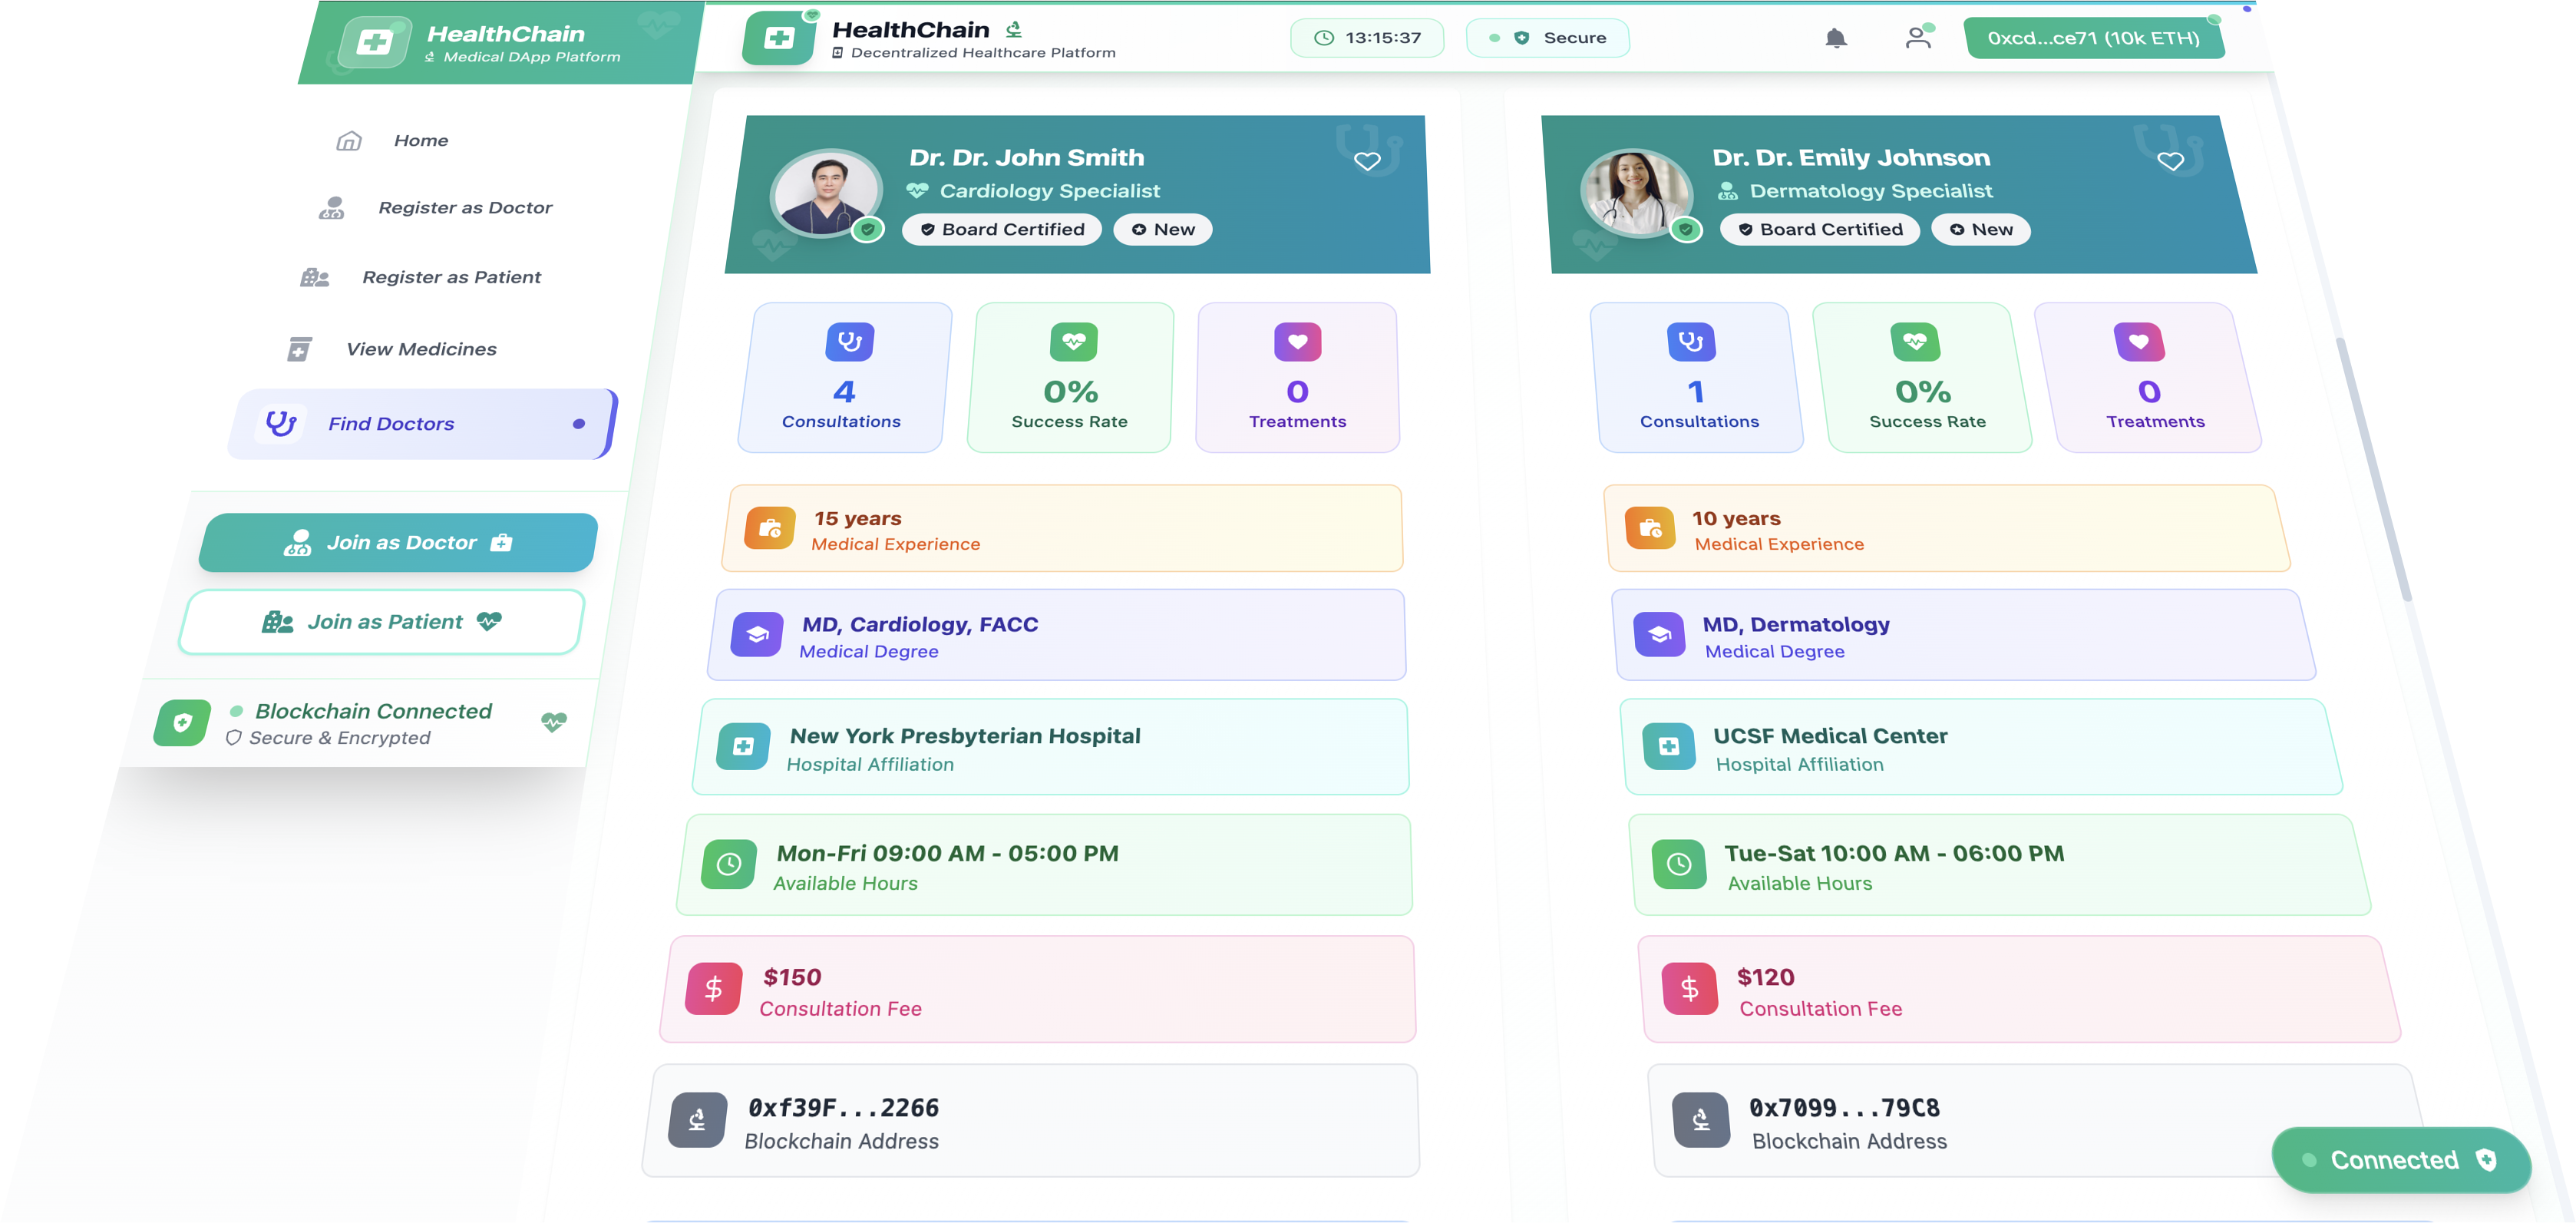 HealthChain
Medical DApp Platform
Home
Register as Doctor
Register as Patient
View Medicines
Find Doctors
Join as Doctor
Join as Patient
Blockchain Connected
Secure & Encrypted
HealthChain
Decentralized Healthcare Platform
13:15:37
Secure
0xcd...ce71 (10k ETH)
Dr. Dr. John Smith
Cardiology Specialist
Board Certified
New
4
Consultations
0%
Success Rate
0
Treatments
15 years
Medical Experience
MD, Cardiology, FACC
Medical Degree
New York Presbyterian Hospital
Hospital Affiliation
Mon-Fri 09:00 AM - 05:00 PM
Available Hours
$150
Consultation Fee
0xf39F...2266
Blockchain Address
Dr. Dr. Emily Johnson
Dermatology Specialist
Board Certified
New
1
Consultations
0%
Success Rate
0
Treatments
10 years
Medical Experience
MD, Dermatology
Medical Degree
UCSF Medical Center
Hospital Affiliation
Tue-Sat 10:00 AM - 06:00 PM
Available Hours
$120
Consultation Fee
0x7099...79C8
Blockchain Address
Connected